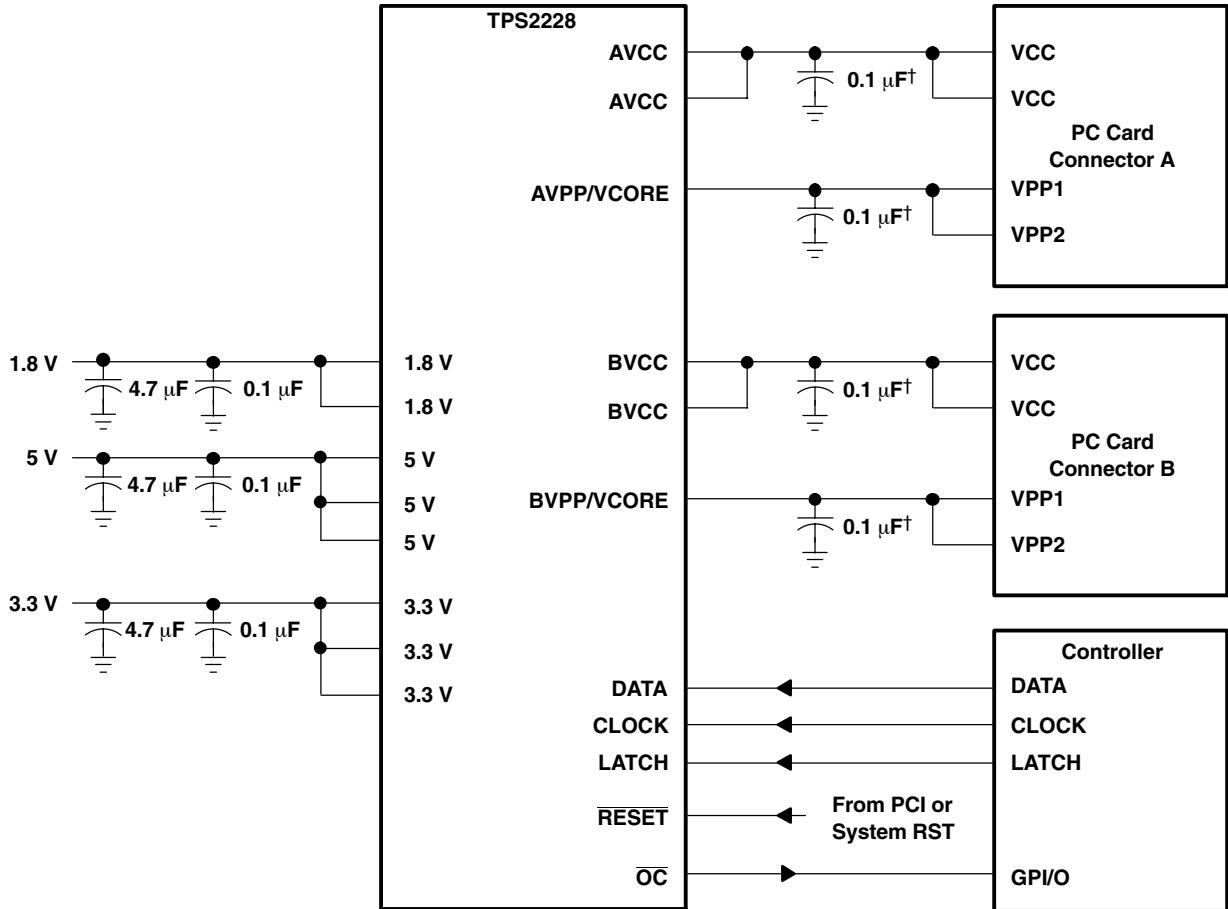 TPS2228
AVCC
AVCC
AVPP/VCORE
0.1 μF†
0.1 μF†
VCC
VCC
PC Card
Connector A
VPP1
VPP2
1.8 V
4.7 μF
0.1 μF
1.8 V
1.8 V
5 V
4.7 μF
0.1 μF
5 V
5 V
5 V
3.3 V
4.7 μF
0.1 μF
3.3 V
3.3 V
3.3 V
BVCC
BVCC
BVPP/VCORE
0.1 μF†
0.1 μF†
VCC
VCC
PC Card
Connector B
VPP1
VPP2
DATA
CLOCK
LATCH
RESET
OC
From PCI or
System RST
Controller
DATA
CLOCK
LATCH
GPI/O